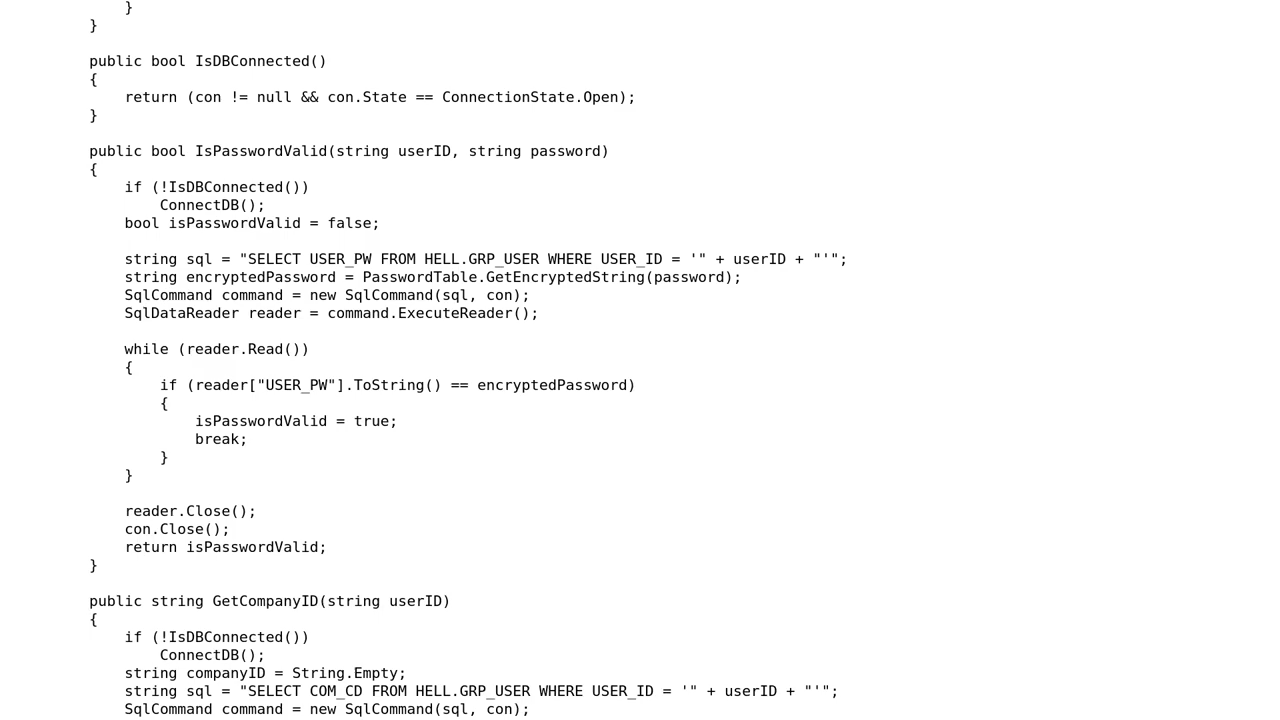 }
}
public bool IsDBConnected()
{
return (con != null && con.State == ConnectionState.Open);
}
public bool IsPasswordValid(string userID, string password)
{
if (!IsDBConnected())
ConnectDB();
bool isPasswordValid = false;
string sql = "SELECT USER_PW FROM HELL.GRP_USER WHERE USER_ID = '" + userID + "'";
string encryptedPassword = PasswordTable.GetEncryptedString(password);
SqlCommand command = new SqlCommand(sql, con);
SqlDataReader reader = command.ExecuteReader();
while (reader.Read())
{
if (reader["USER_PW"].ToString() == encryptedPassword)
{
isPasswordValid = true;
break;
}
}
reader.Close();
con.Close();
return isPasswordValid;
}
public string GetCompanyID(string userID)
{
if (!IsDBConnected())
ConnectDB();
string companyID = String.Empty;
string sql = "SELECT COM_CD FROM HELL.GRP_USER WHERE USER_ID = '" + userID + "'";
SqlCommand command = new SqlCommand(sql, con);